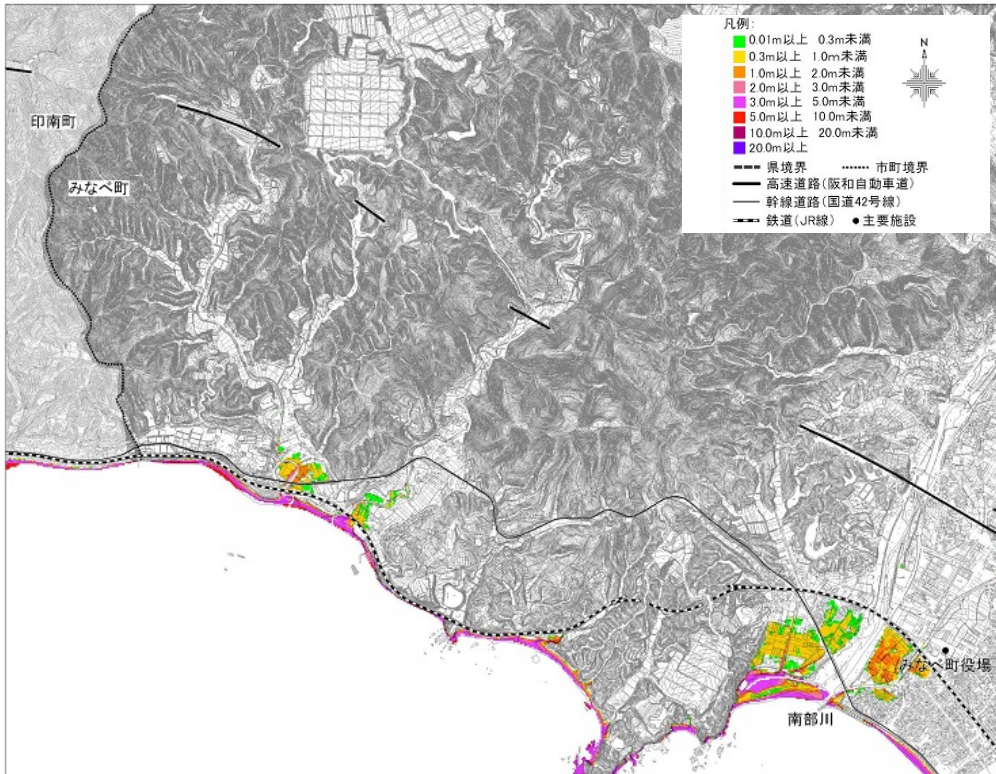 凡例:
0.01m以上 0.3m未満
0.3m以上 1.0m未満
1.0m以上 2.0m未満
2.0m以上 3.0m未満
3.0m以上 5.0m未満
5.0m以上 10.0m未満
10.0m以上 20.0m未満
20.0m以上
県境界 市町境界
高速道路(阪和自動車道)
幹線道路(国道42号線)
鉄道(JR線) 主要施設
N
印南町
みなべ町
みなべ町役場
南部川